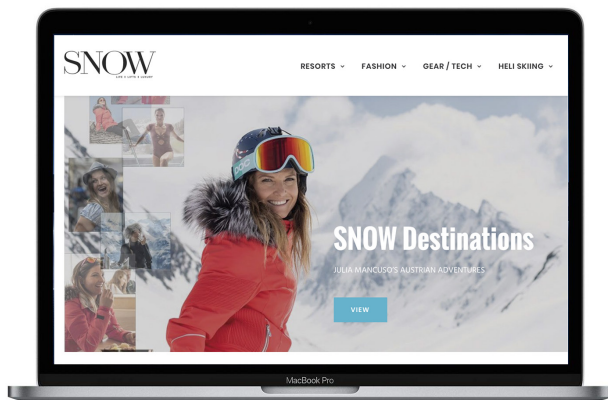 SNOW
RESORTS
FASHION
GEAR / TECH
HELI SKIING
SNOW Destinations
JULIA MANCUSO'S AUSTRIAN ADVENTURES
VIEW
MacBook Pro